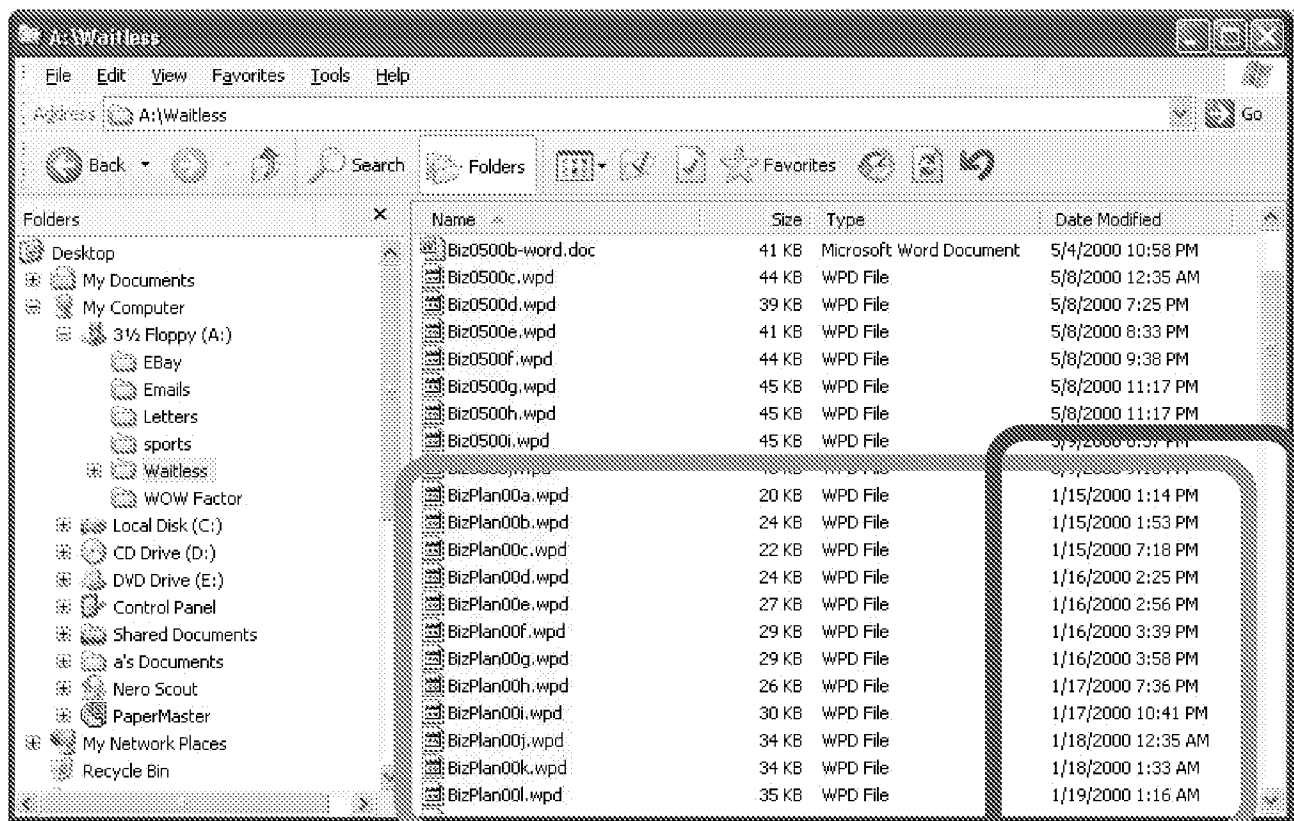 A:\Waitless
File Edit View Favorites Tools Help
Address A:\Waitless Go
Back Search Folders Favorites
Folders
Desktop
My Documents
My Computer
3½ Floppy (A:)
EBay
Emails
Letters
sports
Waitless
WOW Factor
Local Disk (C:)
CD Drive (D:)
DVD Drive (E:)
Control Panel
Shared Documents
a's Documents
Nero Scout
PaperMaster
My Network Places
Recycle Bin
Name Size Type Date Modified
Biz0500b-word.doc 41 KB Microsoft Word Document 5/4/2000 10:58 PM
Biz0500c.wpd 44 KB WPD File 5/8/2000 12:35 AM
Biz0500d.wpd 39 KB WPD File 5/8/2000 7:25 PM
Biz0500e.wpd 41 KB WPD File 5/8/2000 8:33 PM
Biz0500f.wpd 44 KB WPD File 5/8/2000 9:38 PM
Biz0500g.wpd 45 KB WPD File 5/8/2000 11:17 PM
Biz0500h.wpd 45 KB WPD File 5/8/2000 11:17 PM
Biz0500i.wpd 45 KB WPD File
BizPlan00a.wpd 20 KB WPD File 1/15/2000 1:14 PM
BizPlan00b.wpd 24 KB WPD File 1/15/2000 1:53 PM
BizPlan00c.wpd 22 KB WPD File 1/15/2000 7:18 PM
BizPlan00d.wpd 24 KB WPD File 1/16/2000 2:25 PM
BizPlan00e.wpd 27 KB WPD File 1/16/2000 2:56 PM
BizPlan00f.wpd 29 KB WPD File 1/16/2000 3:39 PM
BizPlan00g.wpd 29 KB WPD File 1/16/2000 3:58 PM
BizPlan00h.wpd 26 KB WPD File 1/17/2000 7:36 PM
BizPlan00i.wpd 30 KB WPD File 1/17/2000 10:41 PM
BizPlan00j.wpd 34 KB WPD File 1/18/2000 12:35 AM
BizPlan00k.wpd 34 KB WPD File 1/18/2000 1:33 AM
BizPlan00l.wpd 35 KB WPD File 1/19/2000 1:16 AM